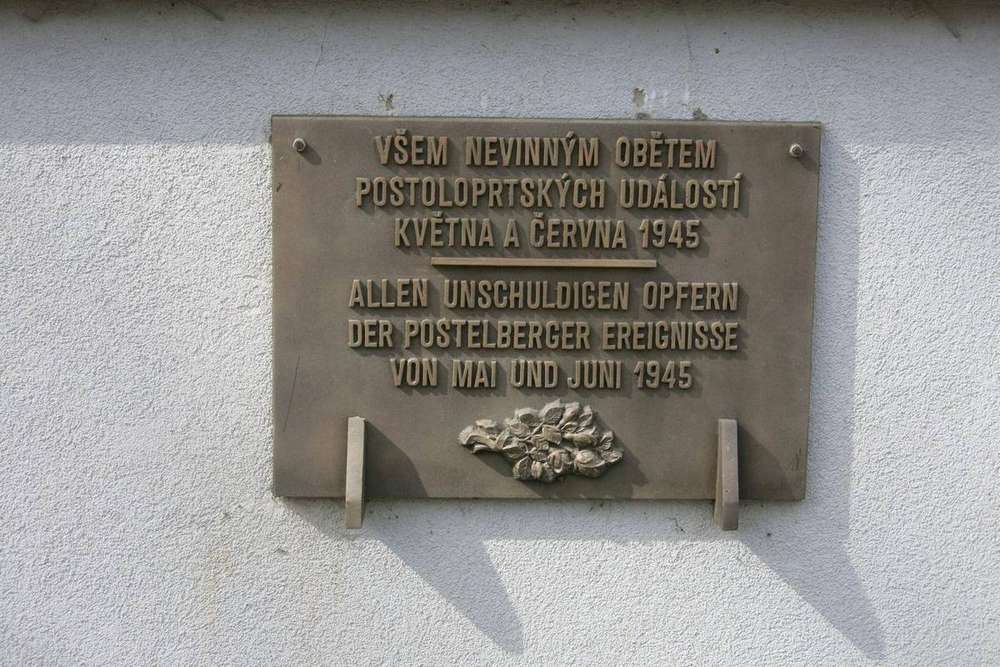 VŠEM NEVINNÝM OBĚTEM
POSTOLOPRTSKÝCH UDÁLOSTÍ
KVĚTNA A ČERVNA 1945
ALLEN UNSCHULDIGEN OPFERN
DER POSTELBERGER EREIGNISSE
VON MAI UND JUNI 1945